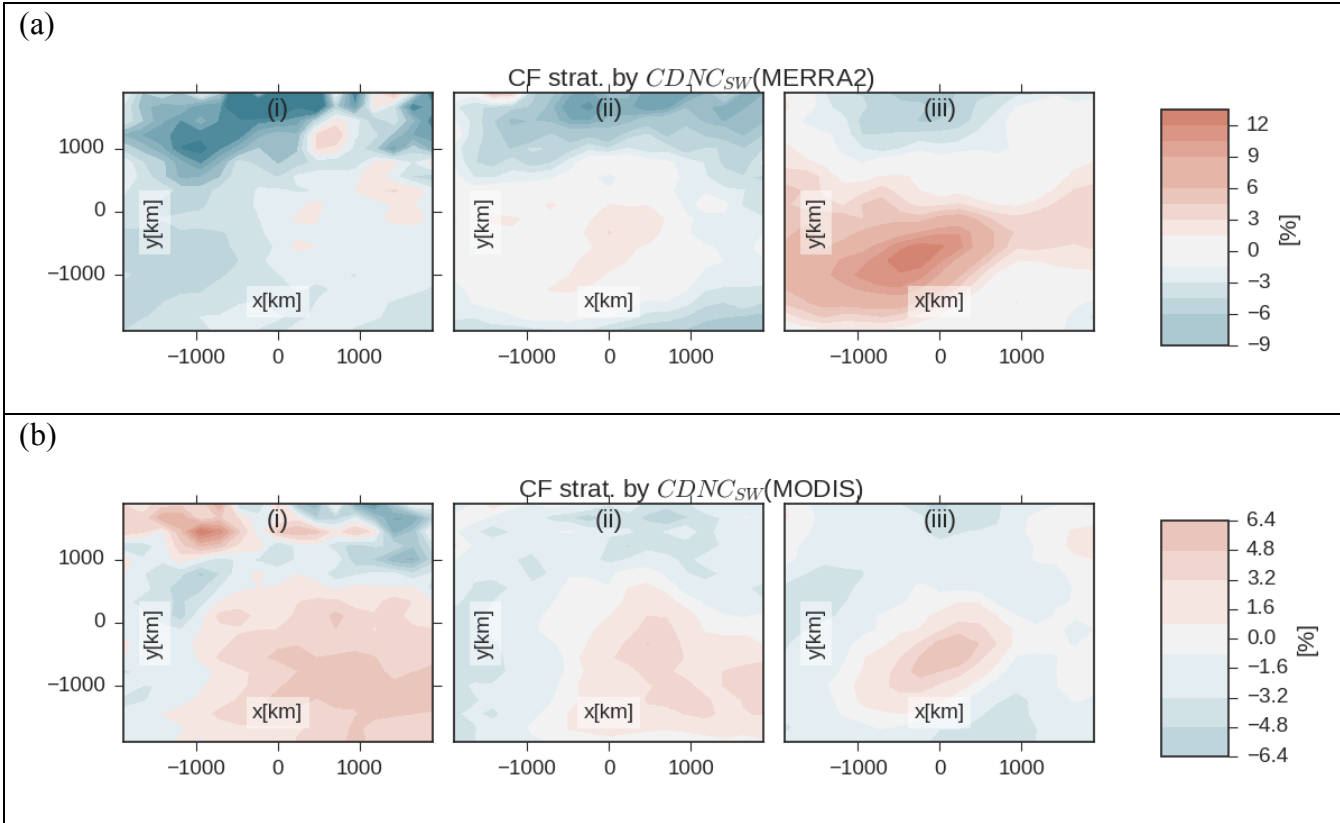 (a)
CF strat. by CDNC_SW(MERRA2)
(i) (ii) (iii)
1000
0
−1000
y[km] y[km] y[km]
x[km] x[km] x[km]
−1000 0 1000 −1000 0 1000 −1000 0 1000
12
9
6
3
0
−3
−6
−9
[%]
(b)
CF strat. by CDNC_SW(MODIS)
(i) (ii) (iii)
1000
0
−1000
y[km] y[km] y[km]
x[km] x[km] x[km]
−1000 0 1000 −1000 0 1000 −1000 0 1000
6.4
4.8
3.2
1.6
0.0
−1.6
−3.2
−4.8
−6.4
[%]